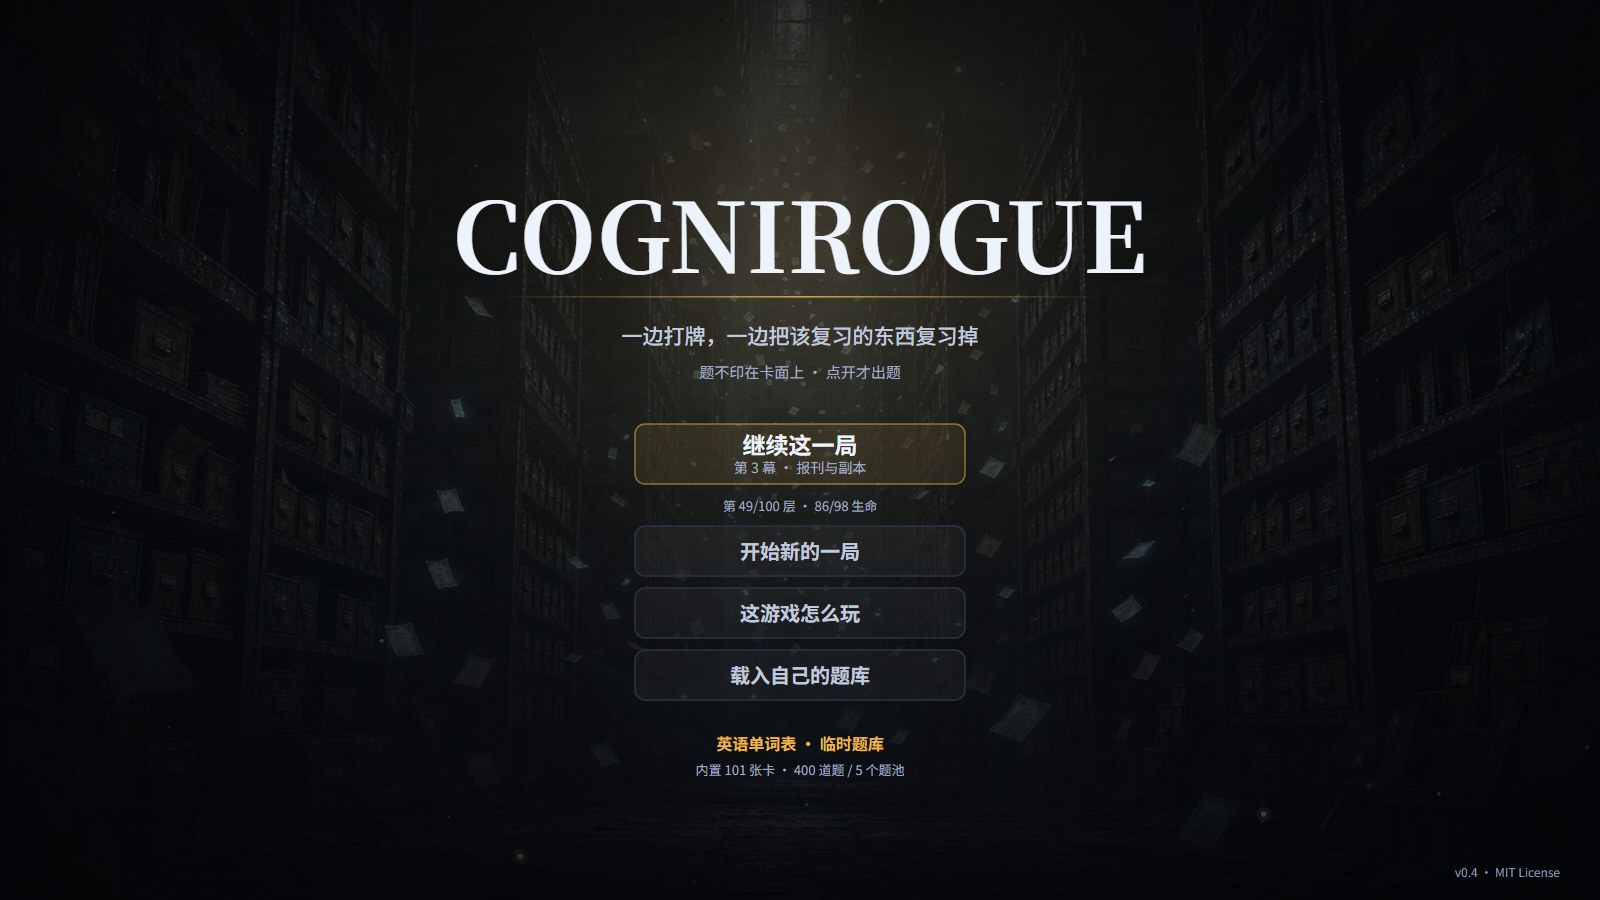 COGNIROGUE
一边打牌，一边把该复习的东西复习掉
题不印在卡面上 · 点开才出题
继续这一局
第 3 幕 · 报刊与副本
第 49/100 层 · 86/98 生命
开始新的一局
这游戏怎么玩
载入自己的题库
英语单词表 · 临时题库
内置 101 张卡 · 400 道题 / 5 个题池
v0.4 · MIT License